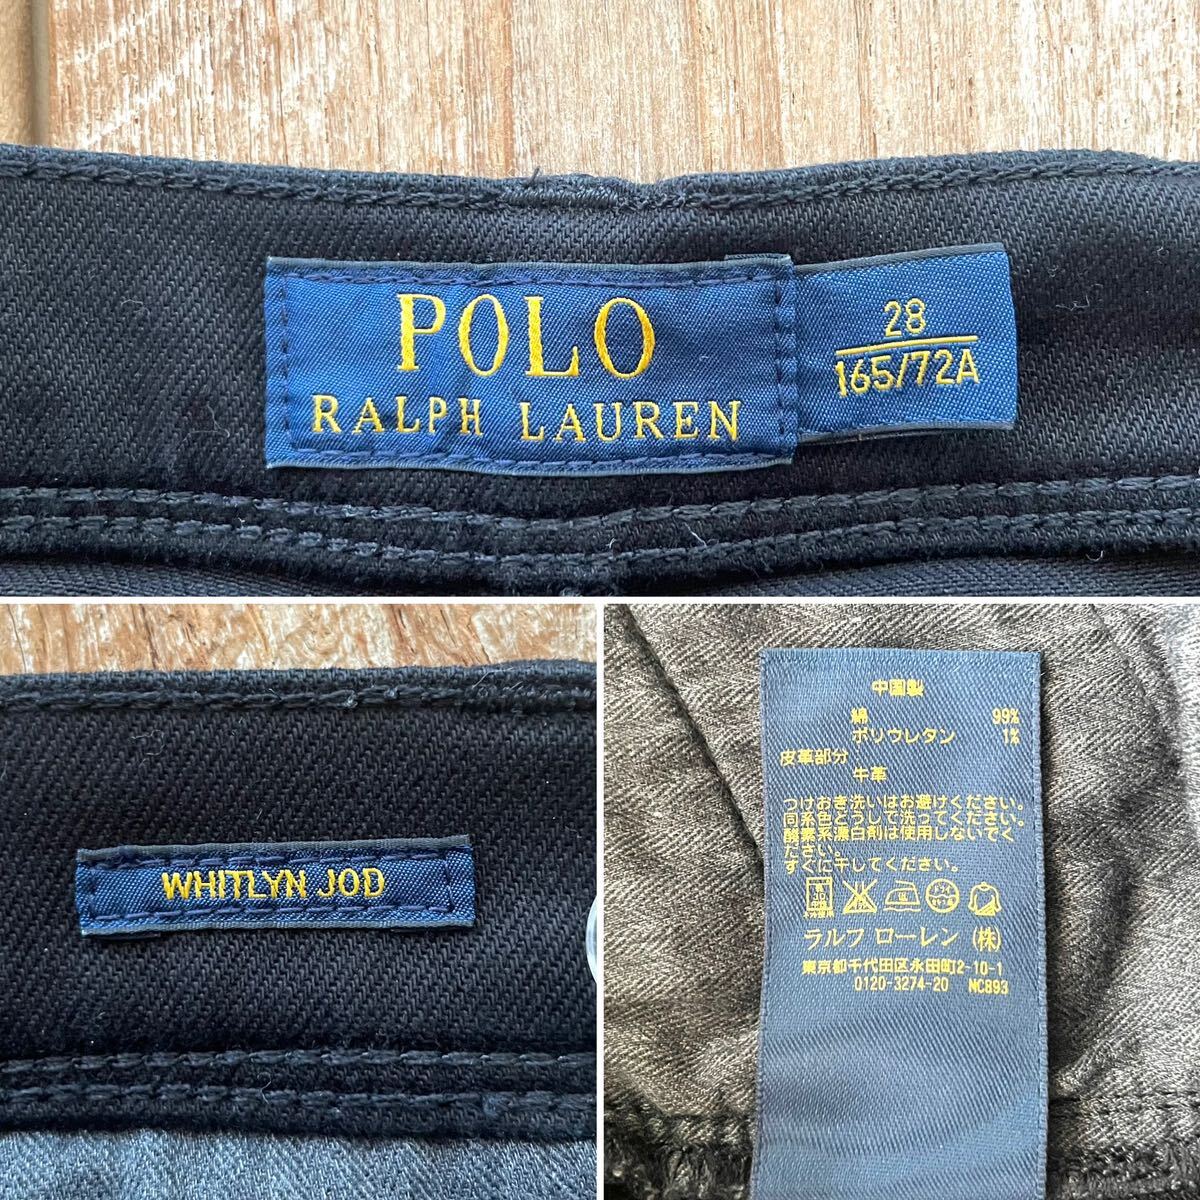 POLO
RALPH LAUREN
28
165/72A
WHITLYN JOD
中国製
綿 99%
ポリウレタン 1%
皮革部分
牛革
つけおき洗いはお避けください。
同系色どうしで洗ってください。
酸素系漂白剤は使用しないでく
ださい。
すぐに干してください。
ラルフ ローレン (株)
東京都千代田区永田町2-10-1
0120-3274-20 NC893